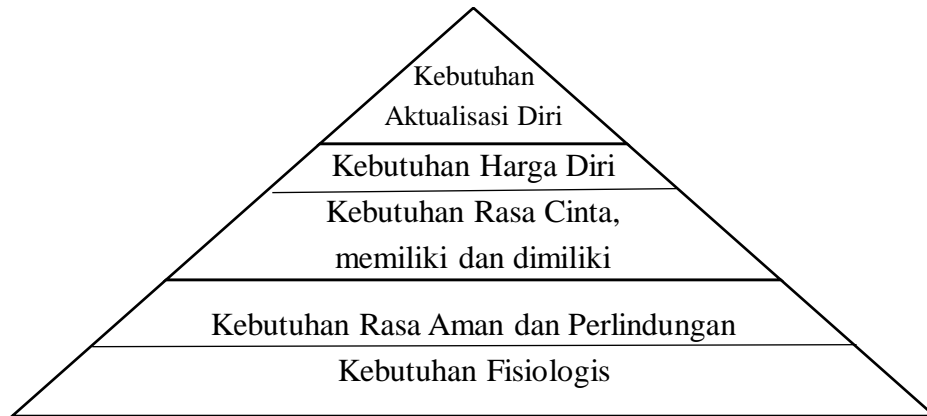 Kebutuhan
Aktualisasi Diri
Kebutuhan Harga Diri
Kebutuhan Rasa Cinta,
memiliki dan dimiliki
Kebutuhan Rasa Aman dan Perlindungan
Kebutuhan Fisiologis